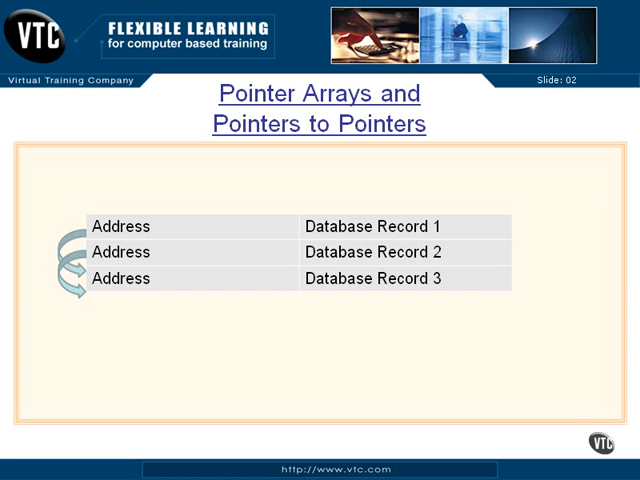 VTC
FLEXIBLE LEARNING
for computer based training
Virtual Training Company
Slide: 02
Pointer Arrays and
Pointers to Pointers
Address Database Record 1
Address Database Record 2
Address Database Record 3
VTC
http://www.vtc.com